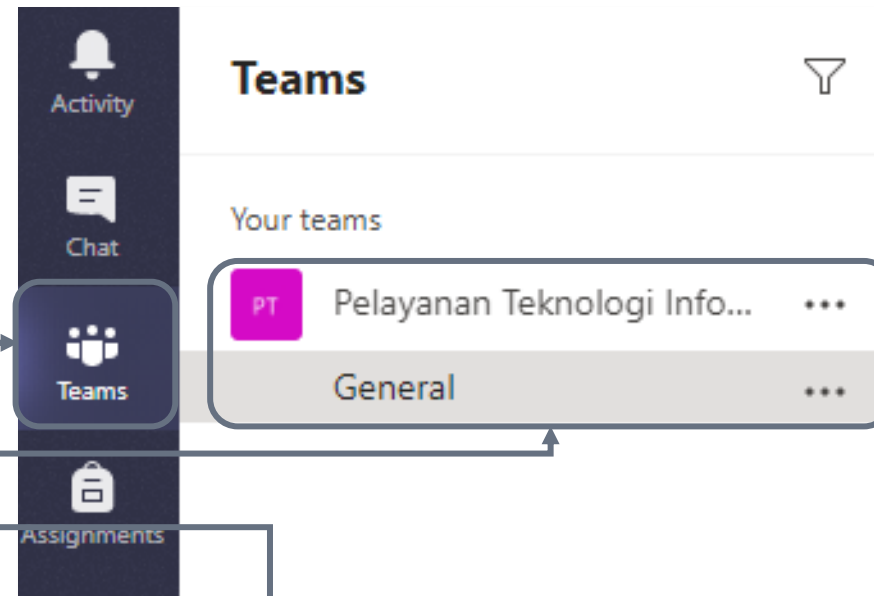 Activity
Chat
Teams
Assignments
Teams
Your teams
PT
Pelayanan Teknologi Info...
General